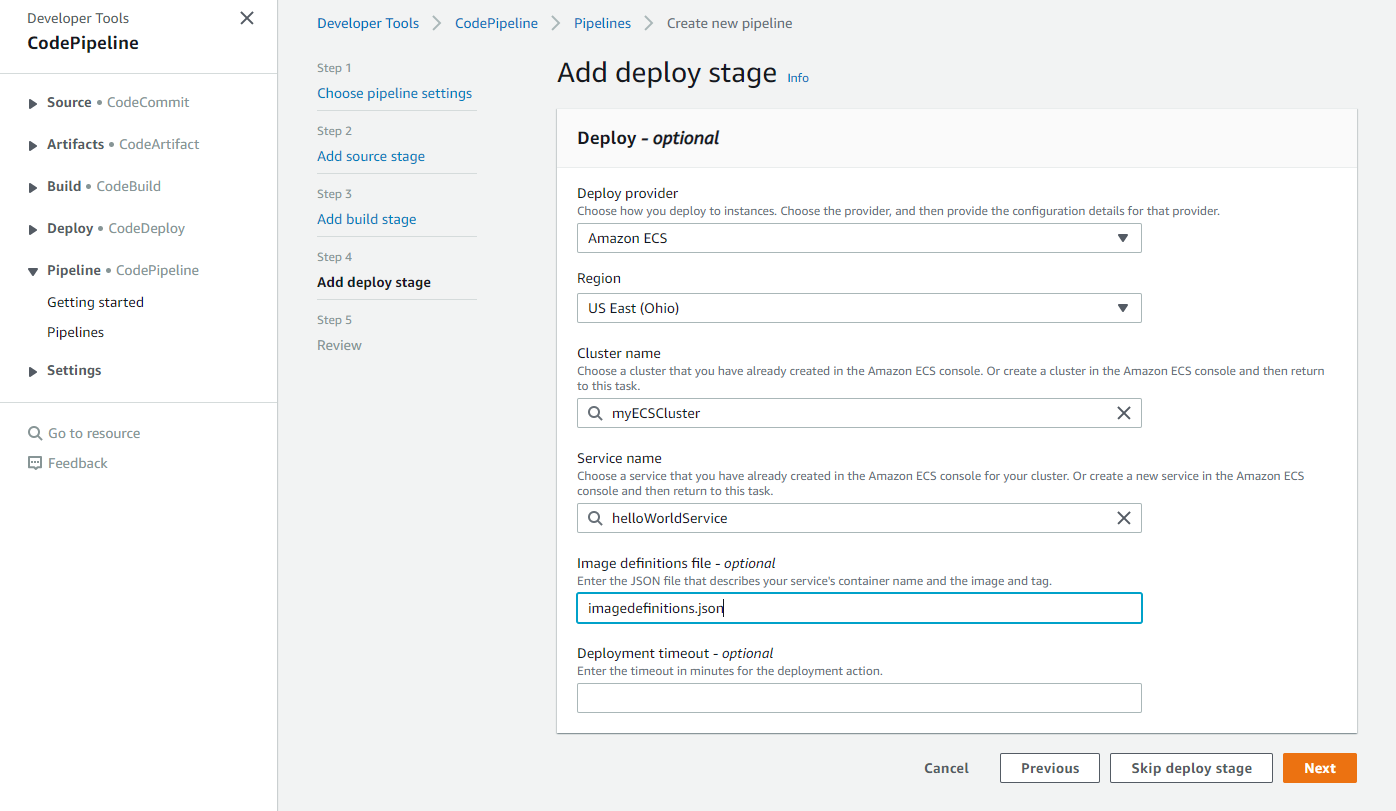 Developer Tools
CodePipeline
Source • CodeCommit
Artifacts • CodeArtifact
Build • CodeBuild
Deploy • CodeDeploy
Pipeline • CodePipeline
Getting started
Pipelines
Settings
Go to resource
Feedback
Developer Tools > CodePipeline > Pipelines > Create new pipeline
Step 1
Choose pipeline settings
Step 2
Add source stage
Step 3
Add build stage
Step 4
Add deploy stage
Step 5
Review
Add deploy stage Info
Deploy - optional
Deploy provider
Choose how you deploy to instances. Choose the provider, and then provide the configuration details for that provider.
Amazon ECS
Region
US East (Ohio)
Cluster name
Choose a cluster that you have already created in the Amazon ECS console. Or create a cluster in the Amazon ECS console and then return
to this task.
myECSCluster
Service name
Choose a service that you have already created in the Amazon ECS console for your cluster. Or create a new service in the Amazon ECS
console and then return to this task.
helloWorldService
Image definitions file - optional
Enter the JSON file that describes your service's container name and the image and tag.
imagedefinitions.json
Deployment timeout - optional
Enter the timeout in minutes for the deployment action.
Cancel
Previous
Skip deploy stage
Next